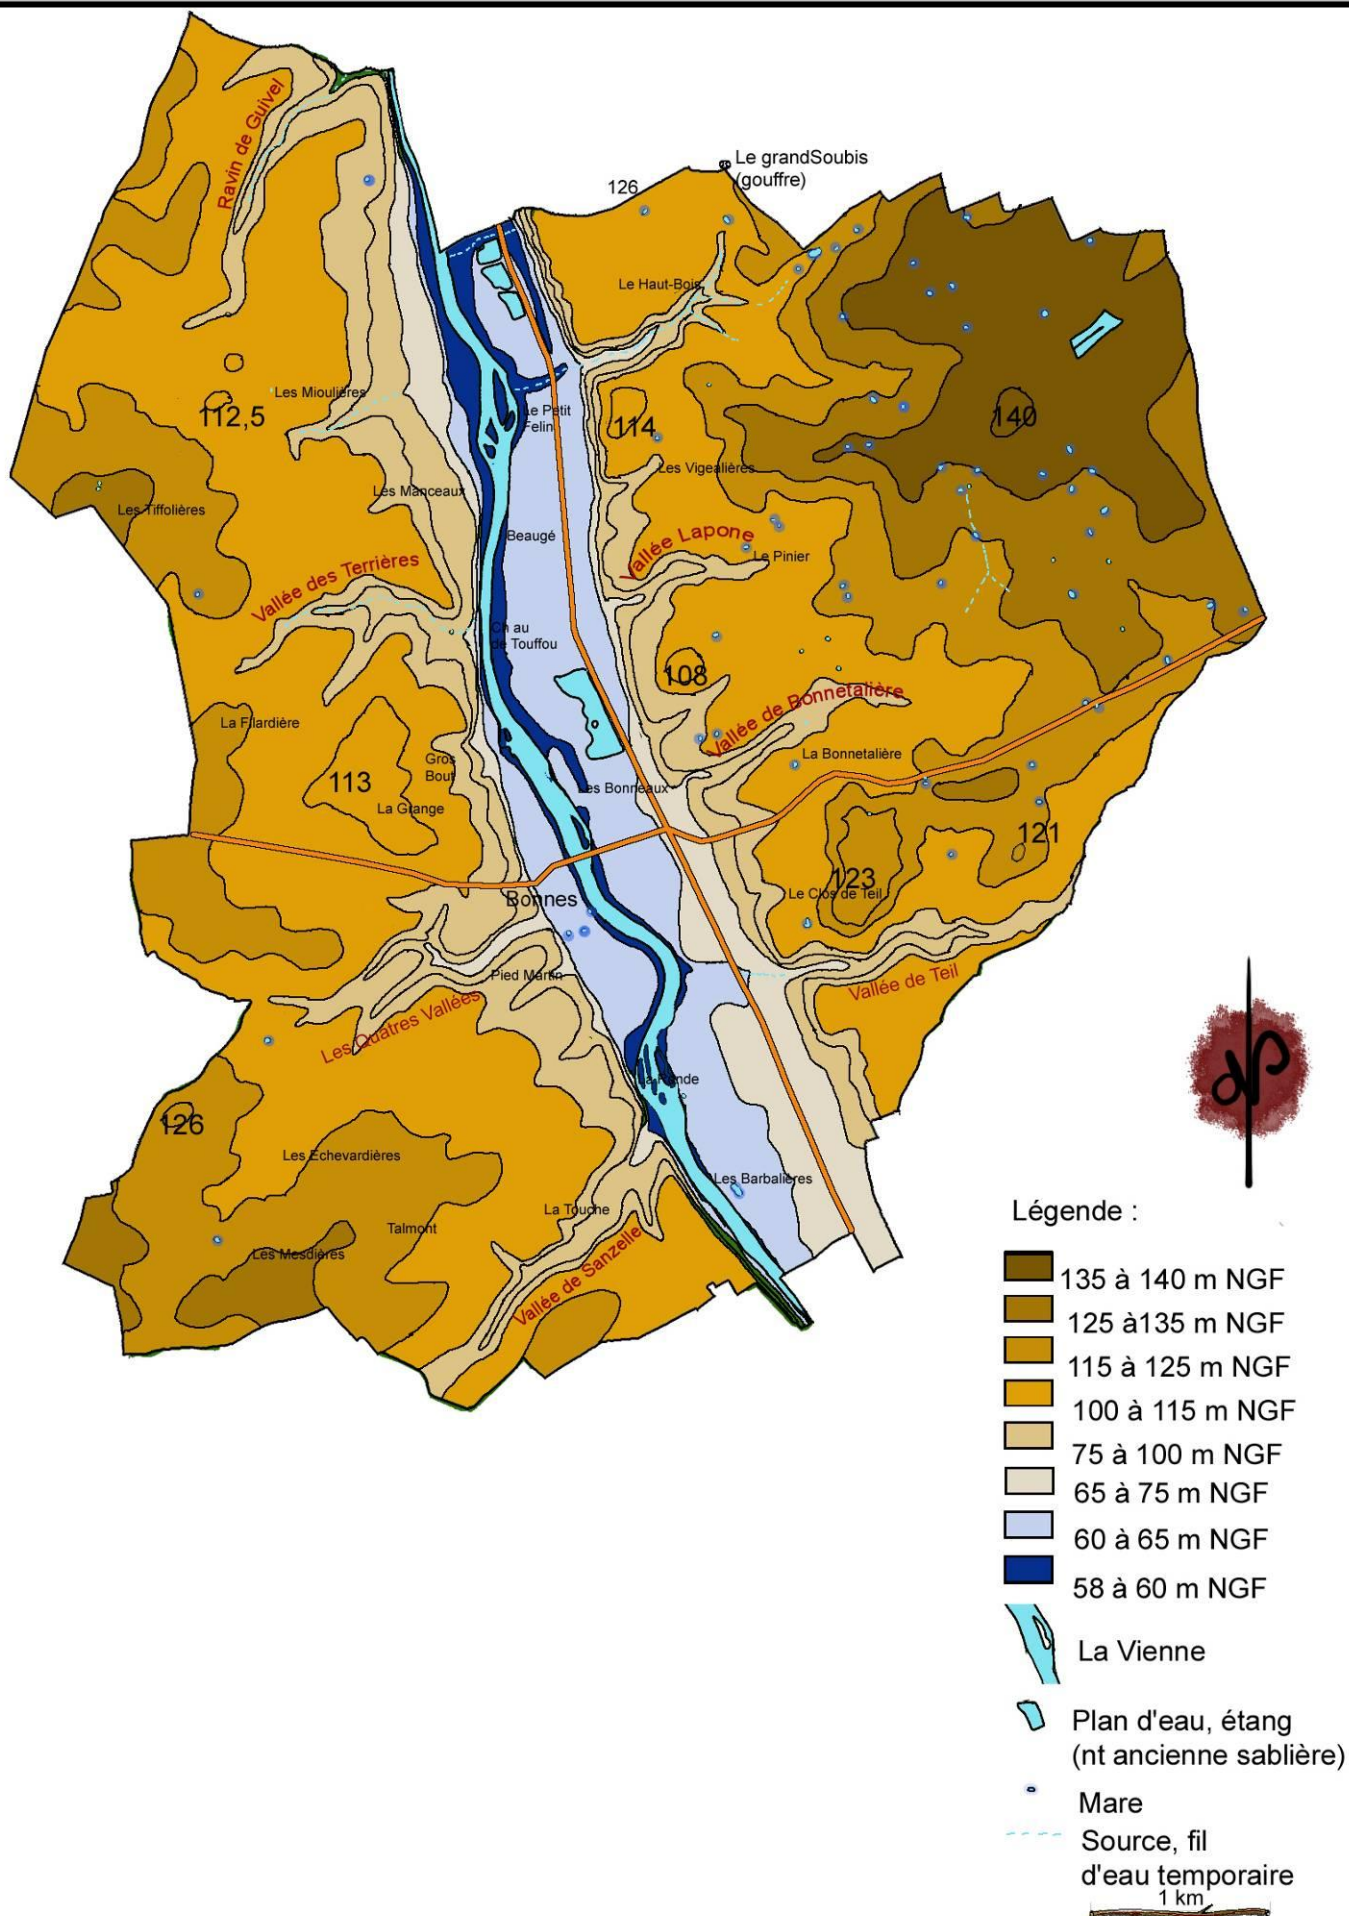 Ravin de Guivel
Le grandSoubis
(gouffre)
126
Le Haut-Bois
Les Mioulières
112,5
Le Petit
Felin
114
140
Les Vigealières
Les Manceaux
Les Tiffolières
Beaugé
Vallée Lapone
Le Pinier
Vallée des Terrières
Ch au
de Touffou
108
Vallée de Bonnetalière
La Filardière
Gros
Bout
La Bonnetalière
113
Les Bonneaux
La Grange
121
123
Le Clos de Teil
Bonnes
Pied Martin
Vallée de Teil
Les Quatres Vallées
126
Les Echevardières
Les Barbalières
La Touche
Talmont
Les Mesdières
Vallée de Sanzelle
Légende :
135 à 140 m NGF
125 à135 m NGF
115 à 125 m NGF
100 à 115 m NGF
75 à 100 m NGF
65 à 75 m NGF
60 à 65 m NGF
58 à 60 m NGF
La Vienne
Plan d'eau, étang
(nt ancienne sablière)
Mare
Source, fil
d'eau temporaire
1 km